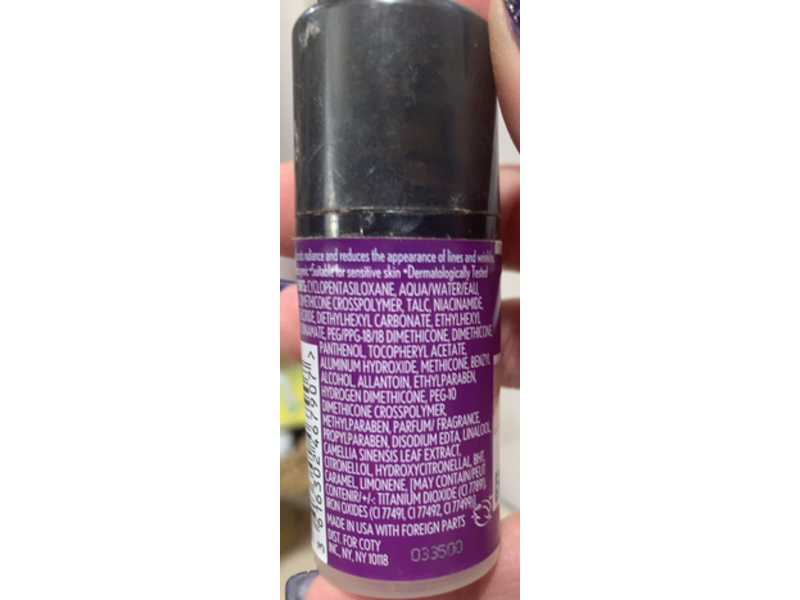 radiance and reduces the appearance of lines and wrinkles
•Suitable for sensitive skin •Dermatologically Tested
CYCLOPENTASILOXANE, AQUA/WATER/EAU,
DIMETHICONE CROSSPOLYMER, TALC, NIACINAMIDE,
DIETHYLHEXYL CARBONATE, ETHYLHEXYL
PEG/PPG-18/18 DIMETHICONE, DIMETHICONE
PANTHENOL, TOCOPHERYL ACETATE,
ALUMINUM HYDROXIDE, METHICONE, BENZYL
ALCOHOL, ALLANTOIN, ETHYLPARABEN,
HYDROGEN DIMETHICONE, PEG-10
DIMETHICONE CROSSPOLYMER,
METHYLPARABEN, PARFUM/ FRAGRANCE,
PROPYLPARABEN, DISODIUM EDTA, LINALOOL,
CAMELLIA SINENSIS LEAF EXTRACT,
CITRONELLOL, HYDROXYCITRONELLAL, BHT,
CARAMEL, LIMONENE, [MAY CONTAIN/PEUT
CONTENIR/+/-: TITANIUM DIOXIDE (CI 77891),
IRON OXIDES (CI 77491, CI 77492, CI 77499)]
MADE IN USA WITH FOREIGN PARTS
DIST. FOR COTY
INC, NY, NY 10118
033500
3 616302 467907 >